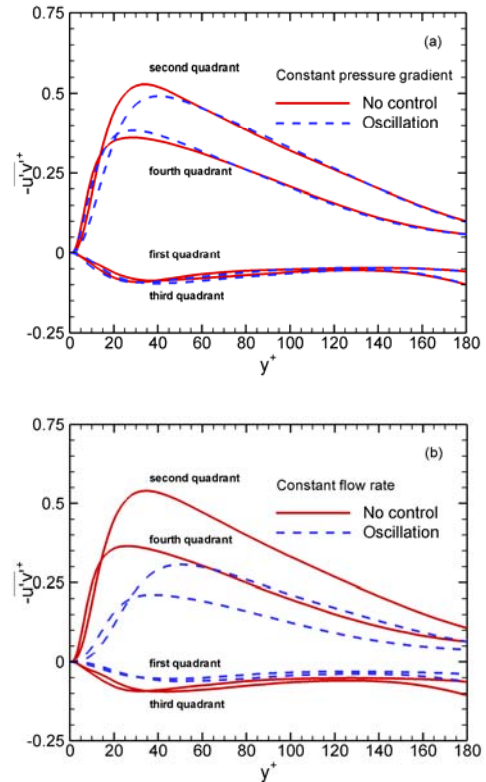 (a)
second quadrant
Constant pressure gradient
No control
Oscillation
fourth quadrant
first quadrant
third quadrant
-u'v'+
0.75
0.5
0.25
0
-0.25
0 20 40 60 80 100 120 140 160 180
y+
(b)
second quadrant
Constant flow rate
No control
Oscillation
fourth quadrant
first quadrant
third quadrant
-u'v'+
0.75
0.5
0.25
0
-0.25
0 20 40 60 80 100 120 140 160 180
y+